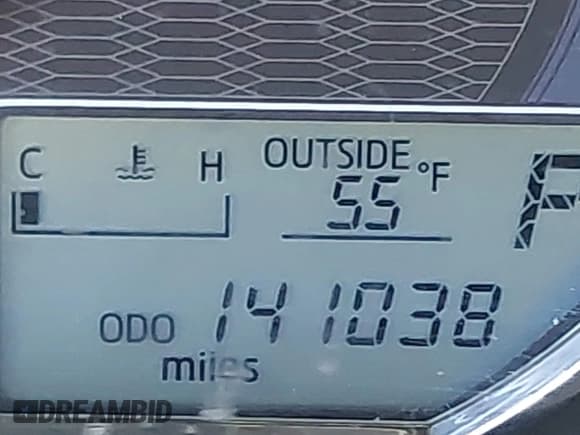 C H OUTSIDE °F
55 P
ODO 141038
miles
DREAMBID